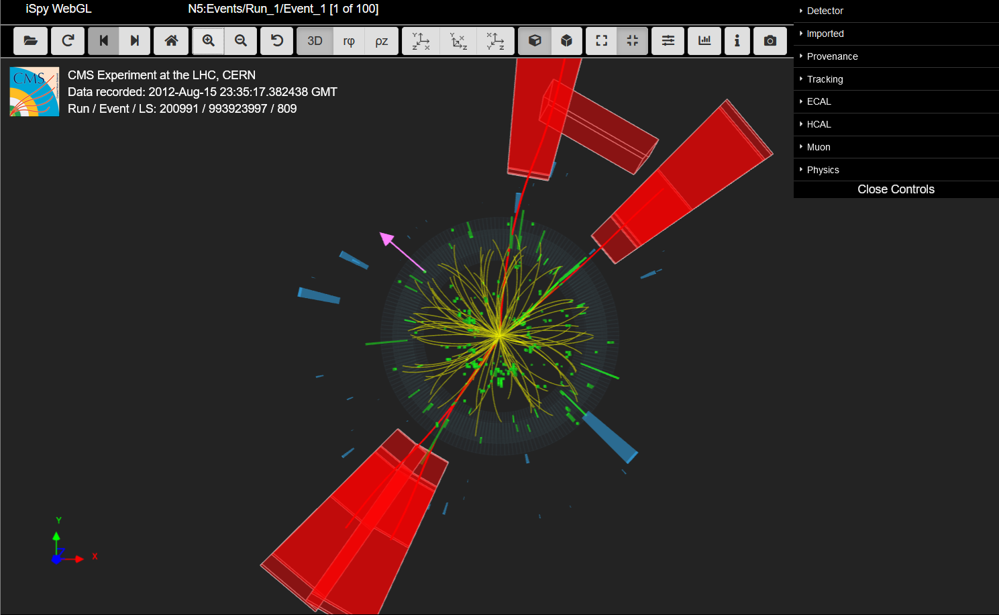 iSpy WebGL
N5:Events/Run_1/Event_1 [1 of 100]
3D
rφ
ρz
Y
X
Z
Y
X
Z
X
Y
Z
CMS
CMS Experiment at the LHC, CERN
Data recorded: 2012-Aug-15 23:35:17.382438 GMT
Run / Event / LS: 200991 / 993923997 / 809
Detector
Imported
Provenance
Tracking
ECAL
HCAL
Muon
Physics
Close Controls
Y
Z
X